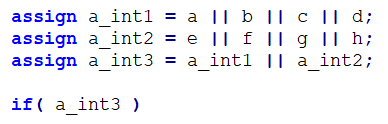 assign a_int1 = a || b || c || d;
assign a_int2 = e || f || g || h;
assign a_int3 = a_int1 || a_int2;
if( a_int3 )